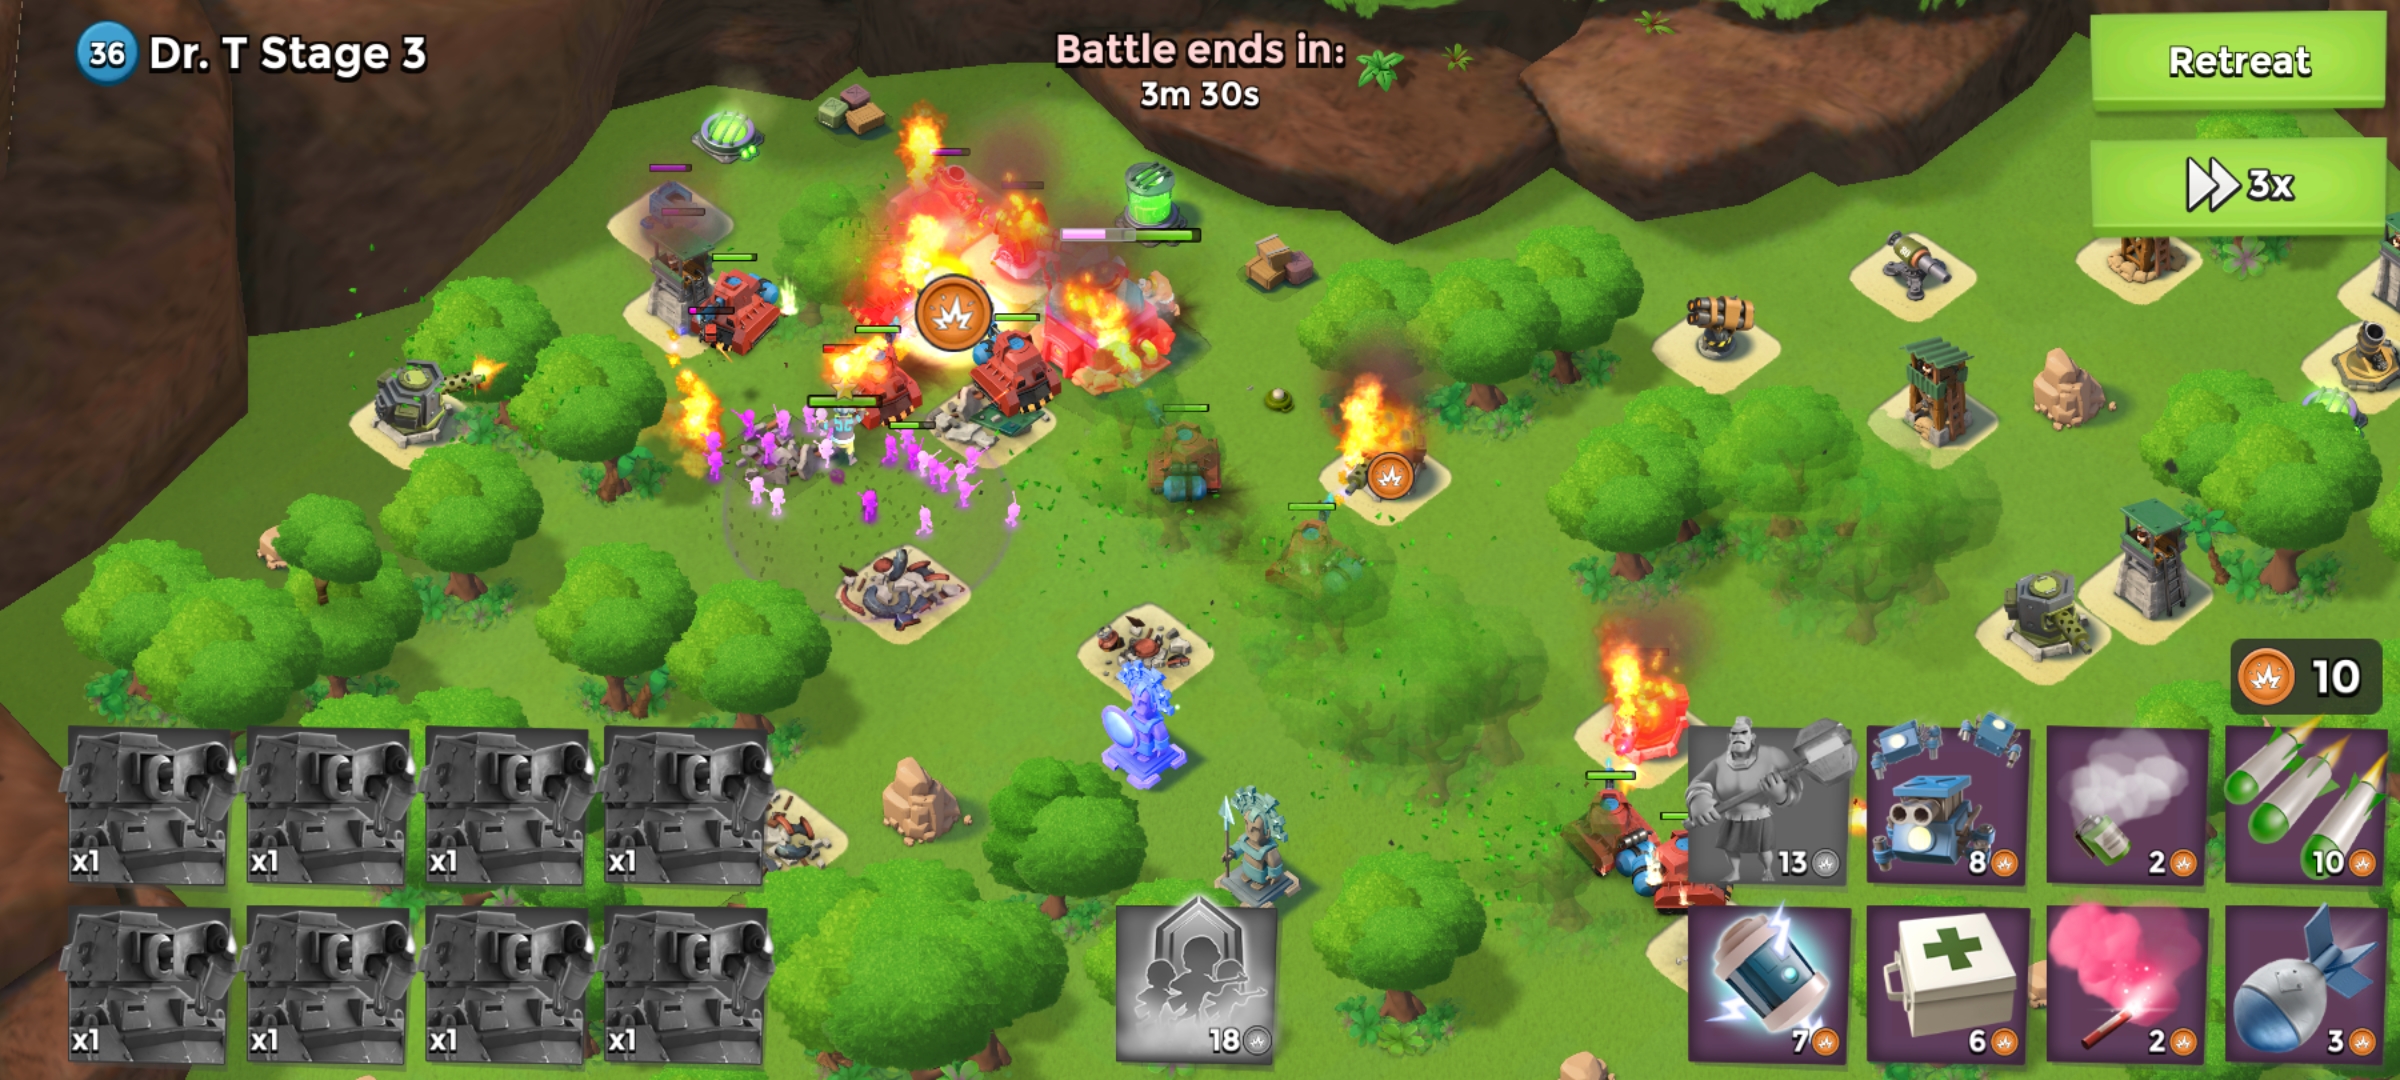 36 Dr. T Stage 3
Battle ends in:
3m 30s
Retreat
3x
10
x1 x1 x1 x1
13 8 2 10
x1 x1 x1 x1
18
7 6 2 3